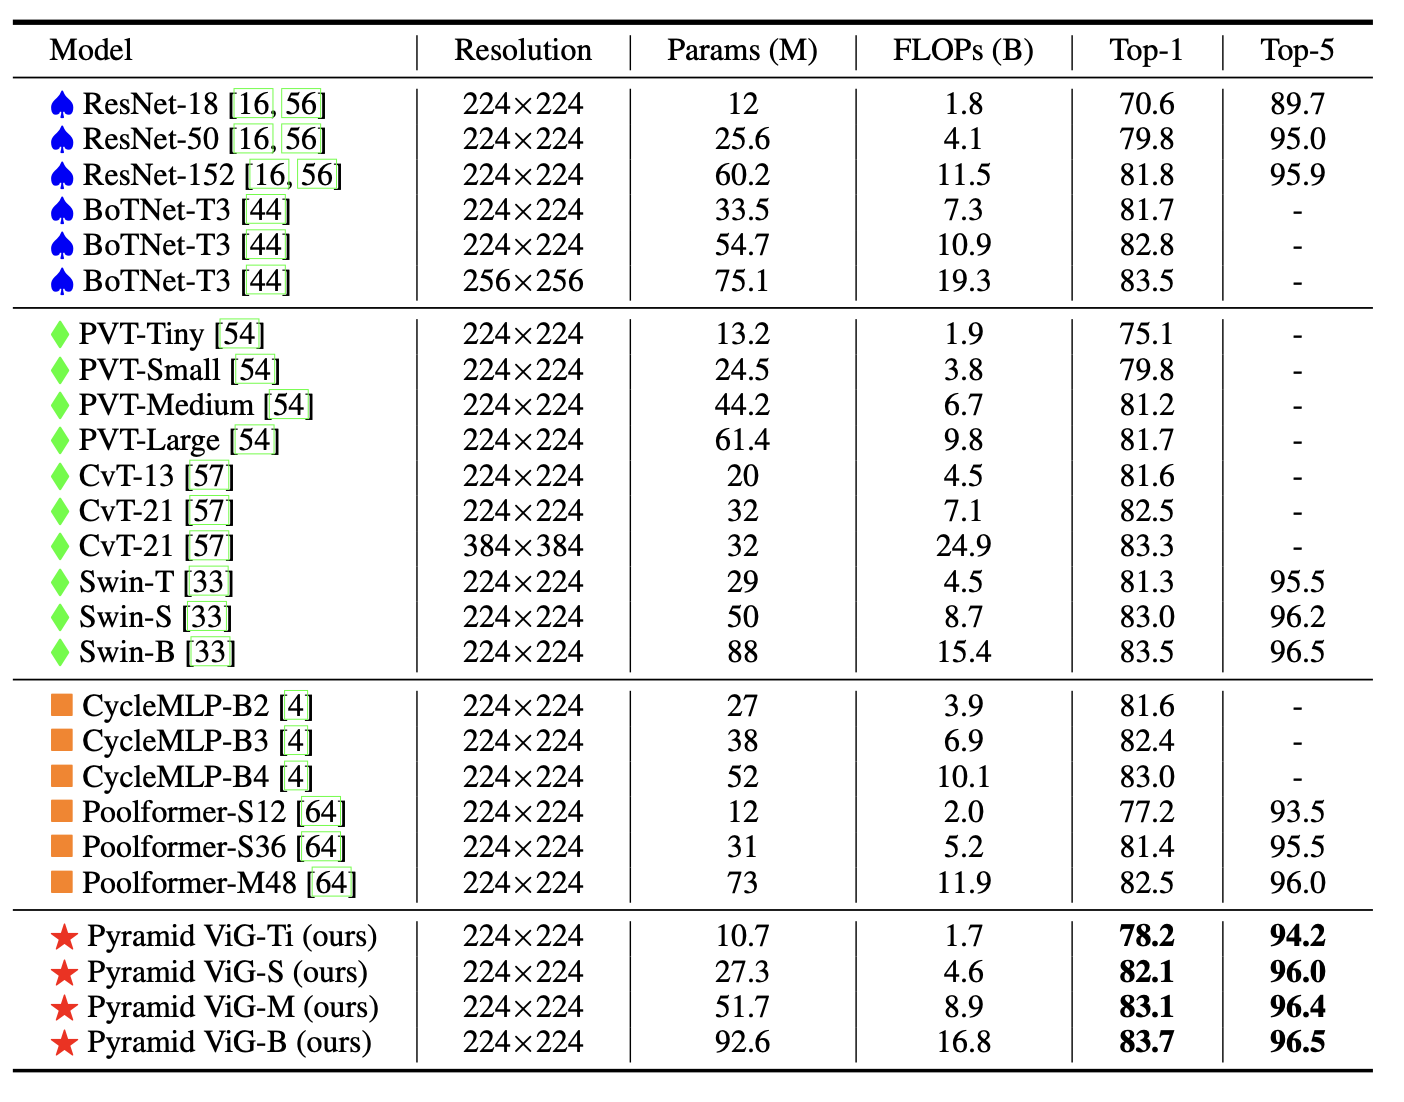 Model Resolution Params (M) FLOPs (B) Top-1 Top-5
♠ ResNet-18 [16, 56] 224×224 12 1.8 70.6 89.7
♠ ResNet-50 [16, 56] 224×224 25.6 4.1 79.8 95.0
♠ ResNet-152 [16, 56] 224×224 60.2 11.5 81.8 95.9
♠ BoTNet-T3 [44] 224×224 33.5 7.3 81.7 -
♠ BoTNet-T3 [44] 224×224 54.7 10.9 82.8 -
♠ BoTNet-T3 [44] 256×256 75.1 19.3 83.5 -
♦ PVT-Tiny [54] 224×224 13.2 1.9 75.1 -
♦ PVT-Small [54] 224×224 24.5 3.8 79.8 -
♦ PVT-Medium [54] 224×224 44.2 6.7 81.2 -
♦ PVT-Large [54] 224×224 61.4 9.8 81.7 -
♦ CvT-13 [57] 224×224 20 4.5 81.6 -
♦ CvT-21 [57] 224×224 32 7.1 82.5 -
♦ CvT-21 [57] 384×384 32 24.9 83.3 -
♦ Swin-T [33] 224×224 29 4.5 81.3 95.5
♦ Swin-S [33] 224×224 50 8.7 83.0 96.2
♦ Swin-B [33] 224×224 88 15.4 83.5 96.5
■ CycleMLP-B2 [4] 224×224 27 3.9 81.6 -
■ CycleMLP-B3 [4] 224×224 38 6.9 82.4 -
■ CycleMLP-B4 [4] 224×224 52 10.1 83.0 -
■ Poolformer-S12 [64] 224×224 12 2.0 77.2 93.5
■ Poolformer-S36 [64] 224×224 31 5.2 81.4 95.5
■ Poolformer-M48 [64] 224×224 73 11.9 82.5 96.0
★ Pyramid ViG-Ti (ours) 224×224 10.7 1.7 78.2 94.2
★ Pyramid ViG-S (ours) 224×224 27.3 4.6 82.1 96.0
★ Pyramid ViG-M (ours) 224×224 51.7 8.9 83.1 96.4
★ Pyramid ViG-B (ours) 224×224 92.6 16.8 83.7 96.5